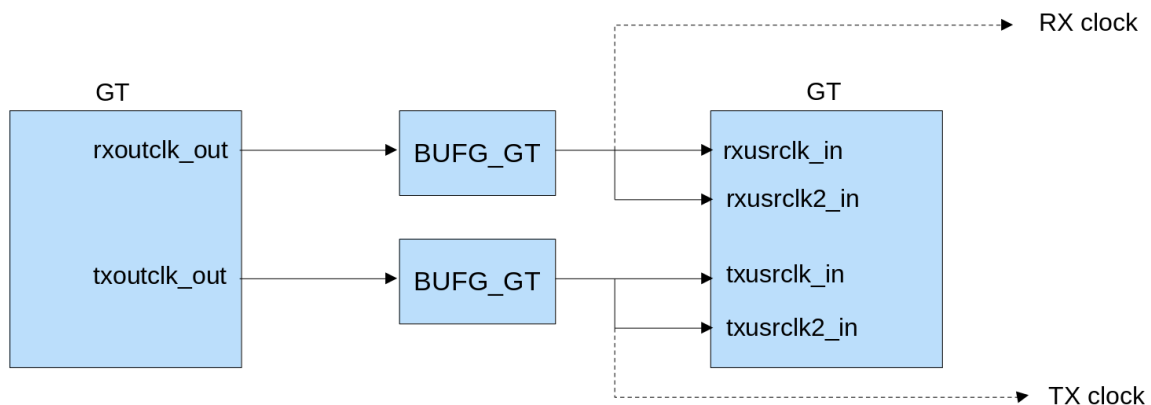 RX clock
GT
GT
rxoutclk_out
BUFG_GT
rxusrclk_in
rxusrclk2_in
txoutclk_out
BUFG_GT
txusrclk_in
txusrclk2_in
TX clock